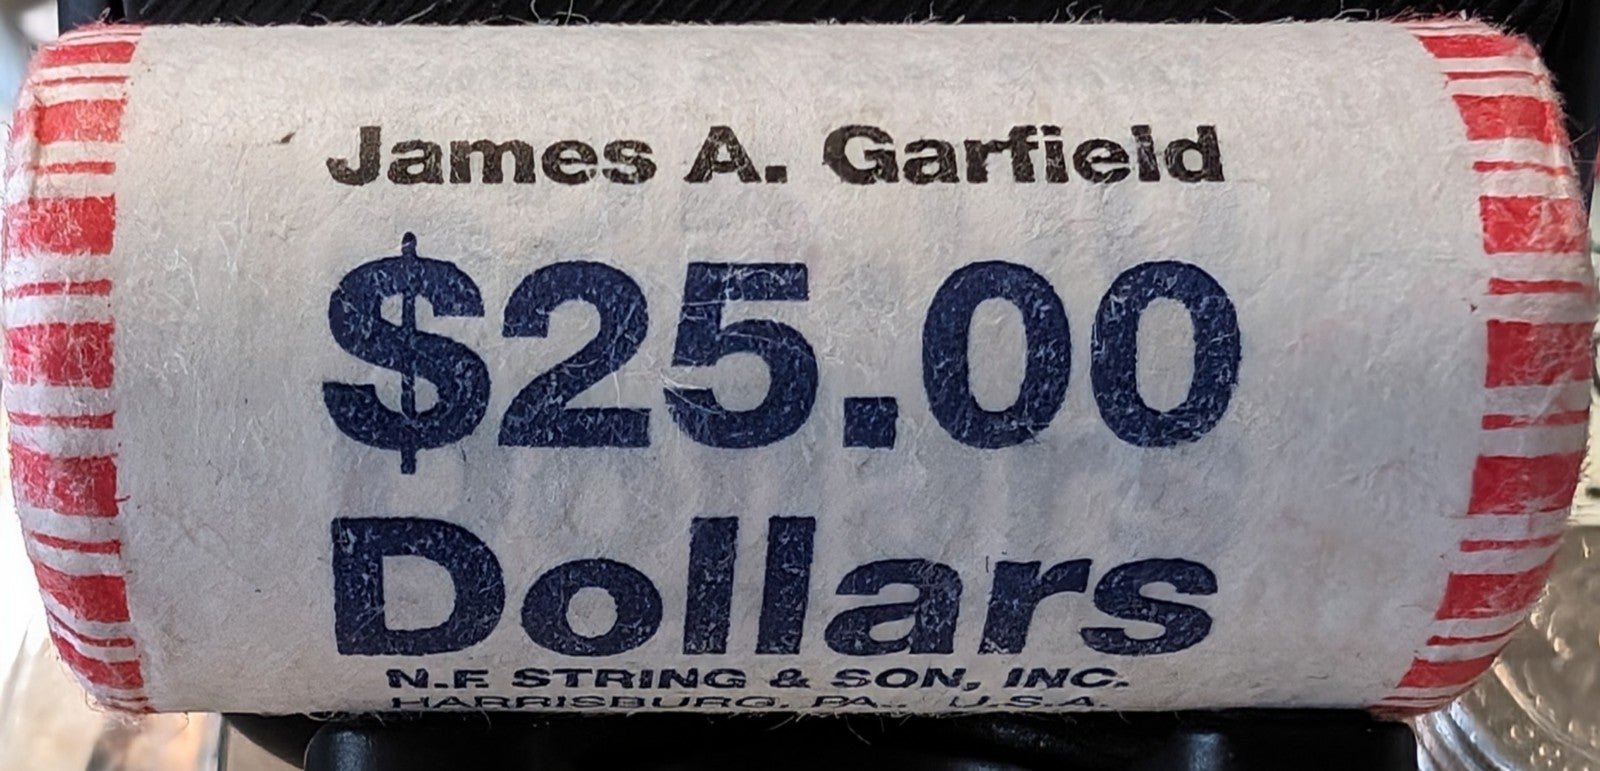 James A. Garfield
$25.00
Dollars
N.F. STRING & SON, INC.
HARRISBURG, PA., U.S.A.